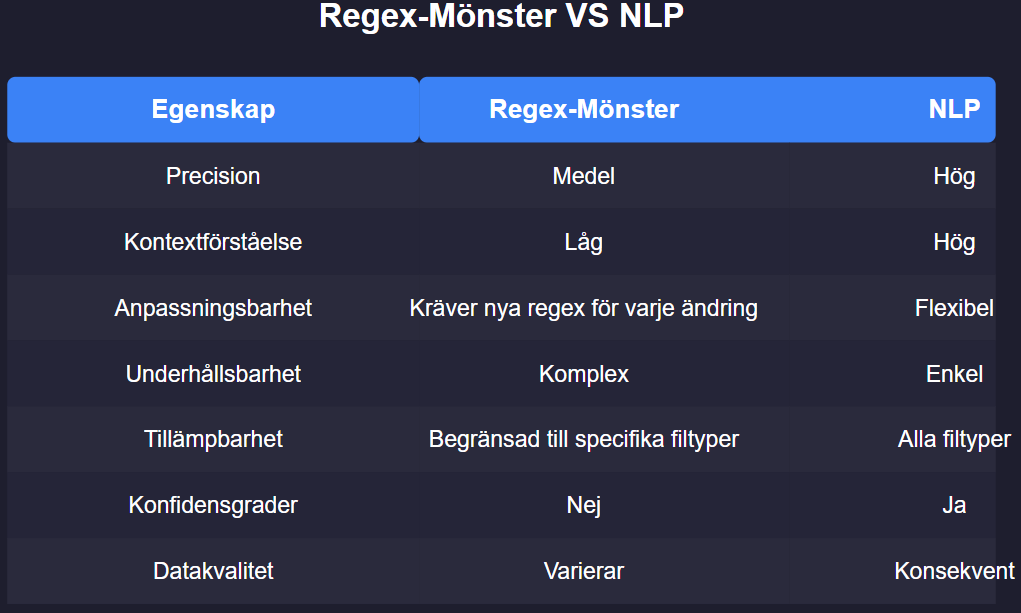 Regex-Mönster VS NLP
Egenskap Regex-Mönster NLP
Precision Medel Hög
Kontextförståelse Låg Hög
Anpassningsbarhet Kräver nya regex för varje ändring Flexibel
Underhållsbarhet Komplex Enkel
Tillämpbarhet Begränsad till specifika filtyper Alla filtyper
Konfidensgrader Nej Ja
Datakvalitet Varierar Konsekvent